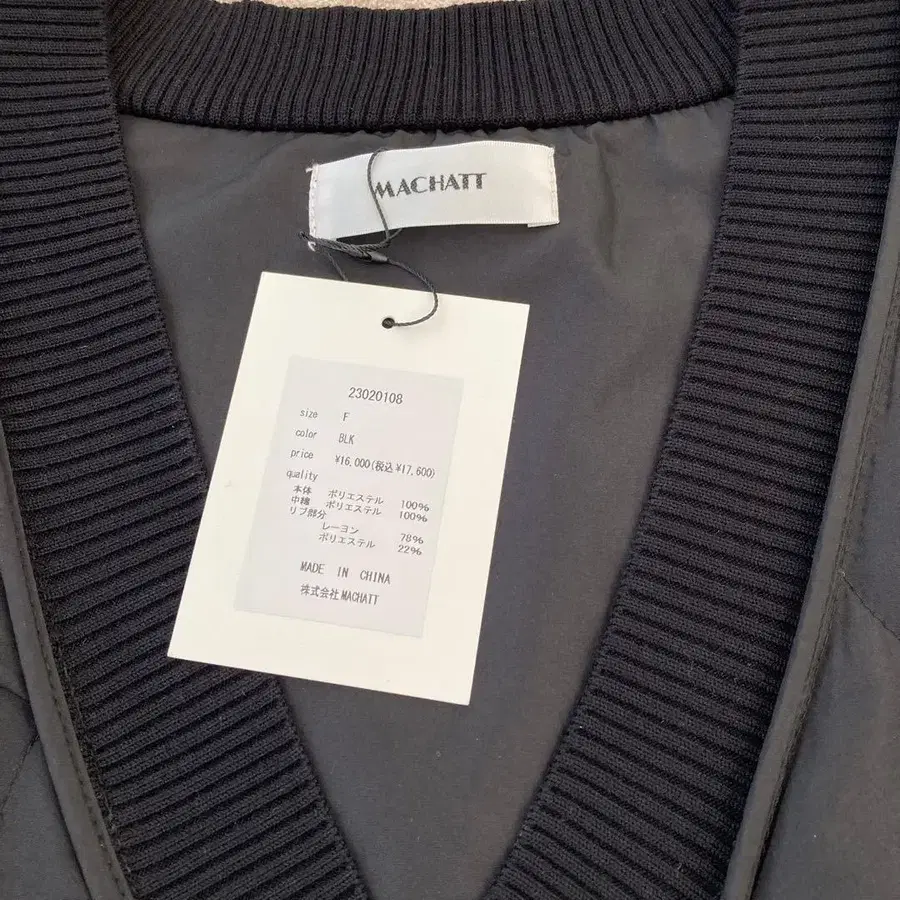 MACHATT
23020108
size F
color BLK
price ¥16,000(税込¥17,600)
quality
本体 ポリエステル 100%
中綿 ポリエステル 100%
リブ部分
レーヨン 78%
ポリエステル 22%
MADE IN CHINA
株式会社MACHATT